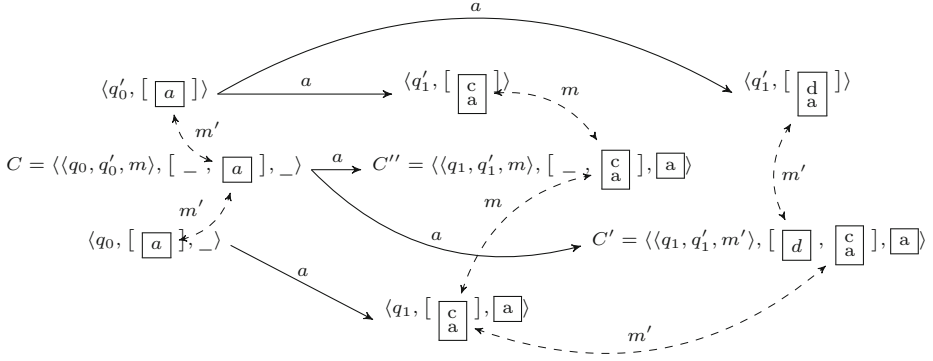 a
⟨q′₀, [ a ]⟩
a
⟨q′₁, [ c a ]⟩
m
⟨q′₁, [ d a ]⟩
m′
C = ⟨⟨q₀, q′₀, m⟩, [ _ , a ], _⟩
a
C″ = ⟨⟨q₁, q′₁, m⟩, [ _ , c a ], a⟩
m′
m′
m
⟨q₀, [ a ], _⟩
a
C′ = ⟨⟨q₁, q′₁, m′⟩, [ d , c a ], a⟩
a
⟨q₁, [ c a ], a⟩
m′